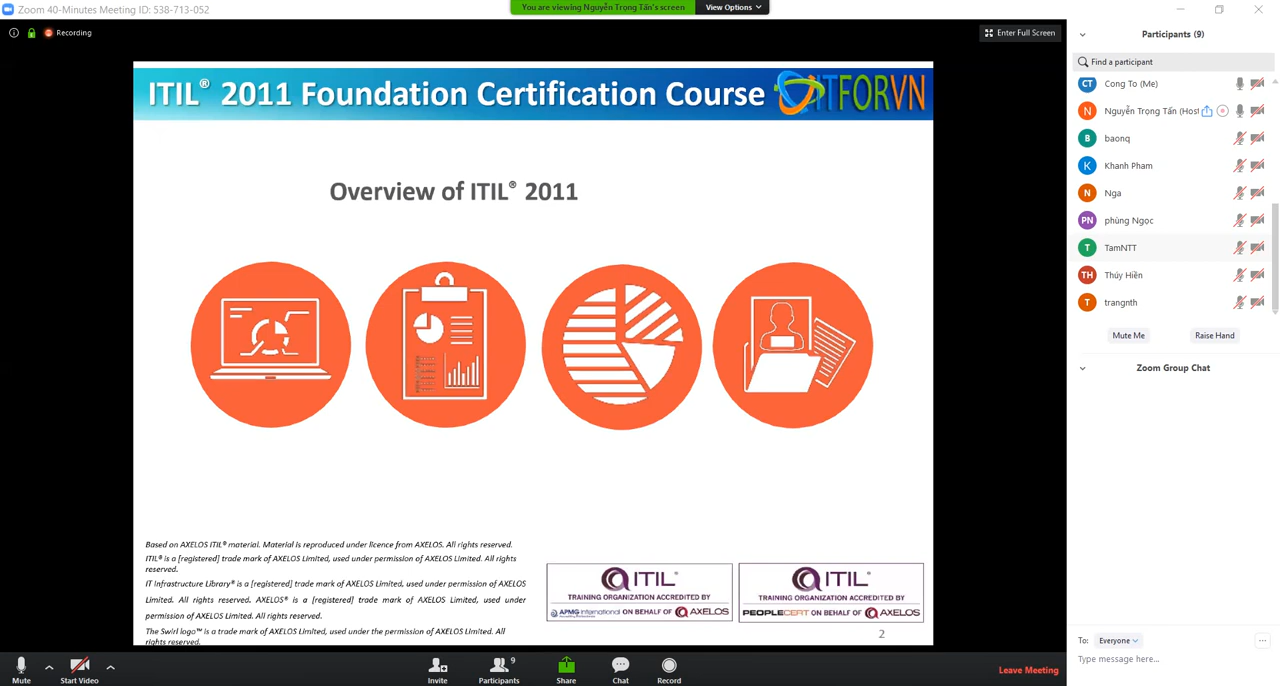 Zoom 40-Minutes Meeting ID: 538-713-052
You are viewing Nguyễn Trọng Tấn's screen
View Options
Recording
Enter Full Screen
ITIL® 2011 Foundation Certification Course
ITFORVN
Overview of ITIL® 2011
Based on AXELOS ITIL® material. Material is reproduced under licence from AXELOS. All rights reserved.
ITIL® is a [registered] trade mark of AXELOS Limited, used under permission of AXELOS Limited. All rights
reserved.
IT Infrastructure Library® is a [registered] trade mark of AXELOS Limited, used under permission of AXELOS
Limited. All rights reserved. AXELOS® is a [registered] trade mark of AXELOS Limited, used under
permission of AXELOS Limited. All rights reserved.
The Swirl logo™ is a trade mark of AXELOS Limited, used under the permission of AXELOS Limited. All
rights reserved.
ITIL®
TRAINING ORGANIZATION ACCREDITED BY
APMG International ON BEHALF OF AXELOS
ITIL®
TRAINING ORGANIZATION ACCREDITED BY
PEOPLECERT ON BEHALF OF AXELOS
2
Participants (9)
Find a participant
CT Cong To (Me)
N Nguyễn Trọng Tấn (Host
B baonq
K Khanh Pham
N Nga
PN phùng Ngọc
T TamNTT
TH Thúy Hiền
T trangnth
Mute Me
Raise Hand
Zoom Group Chat
To: Everyone
Type message here...
Mute
Start Video
Invite
9
Participants
Share
Chat
Record
Leave Meeting